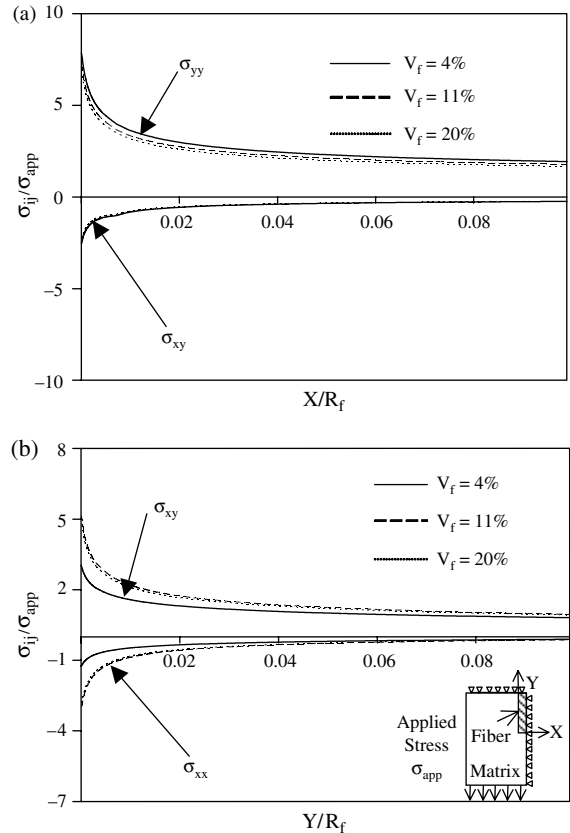 (a)
10
5
0
−5
−10
σij/σapp
σyy
Vf = 4%
Vf = 11%
Vf = 20%
0.02 0.04 0.06 0.08
σxy
X/Rf
(b)
8
5
2
-1
-4
-7
σij/σapp
σxy
Vf = 4%
Vf = 11%
Vf = 20%
0.02 0.04 0.06 0.08
σxx
Applied
Stress
σapp
Y
Fiber
X
Matrix
Y/Rf